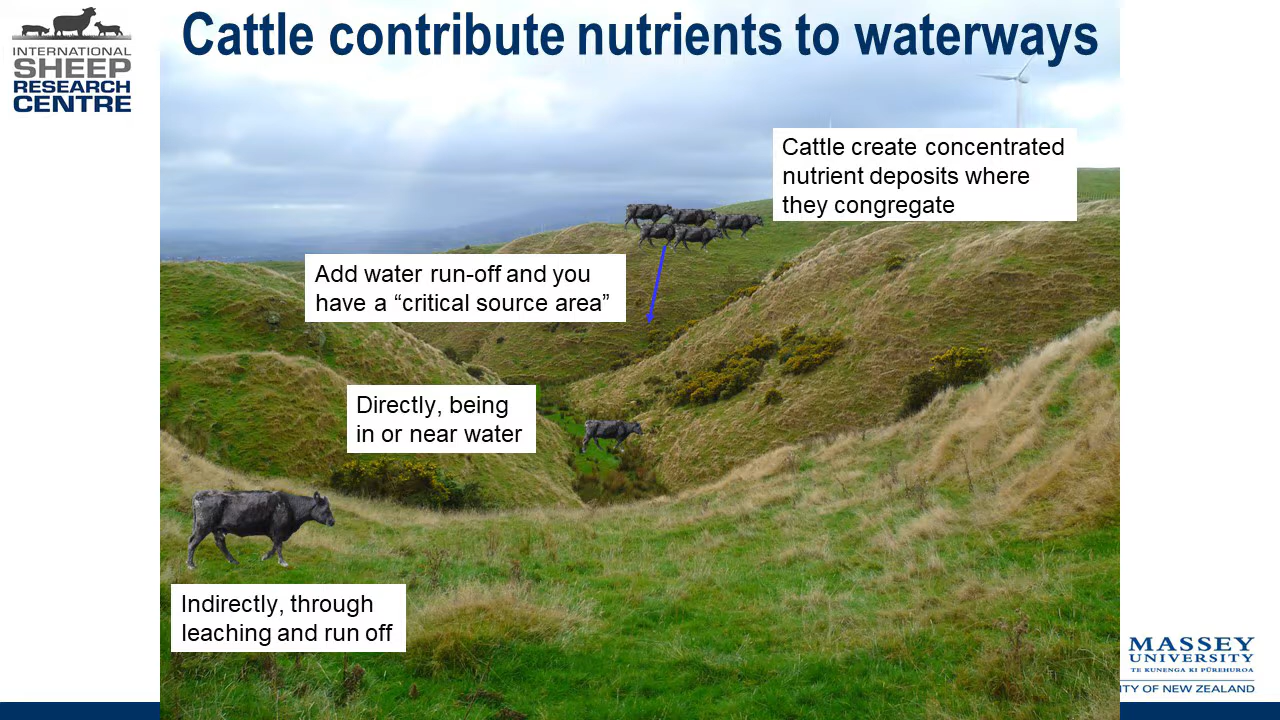 Cattle contribute nutrients to waterways
INTERNATIONAL
SHEEP
RESEARCH
CENTRE
Cattle create concentrated
nutrient deposits where
they congregate
Add water run-off and you
have a “critical source area”
Directly, being
in or near water
Indirectly, through
leaching and run off
MASSEY
UNIVERSITY
TE KUNENGA KI PŪREHUROA
ITY OF NEW ZEALAND